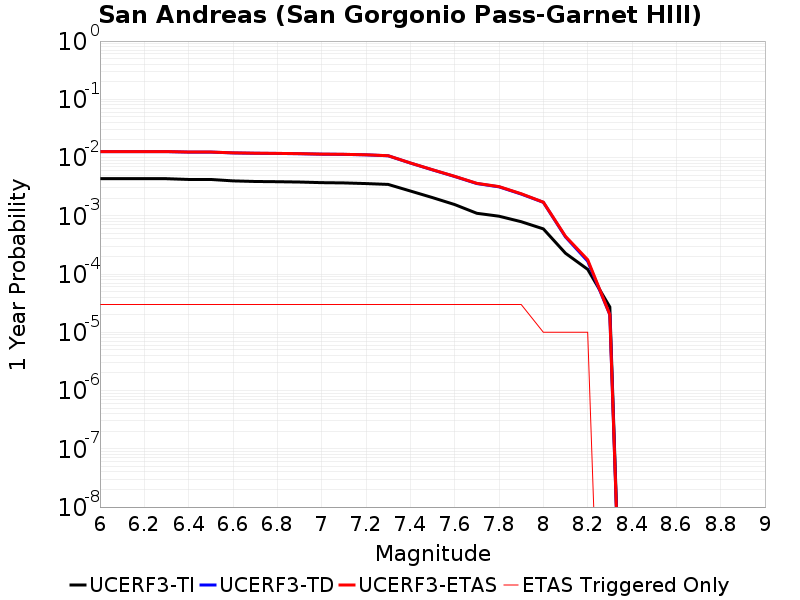 San Andreas (San Gorgonio Pass-Garnet HIll)
10^0
10^-1
10^-2
10^-3
10^-4
10^-5
10^-6
10^-7
10^-8
1 Year Probability
6 6.2 6.4 6.6 6.8 7 7.2 7.4 7.6 7.8 8 8.2 8.4 8.6 8.8 9
Magnitude
UCERF3-TI UCERF3-TD UCERF3-ETAS ETAS Triggered Only